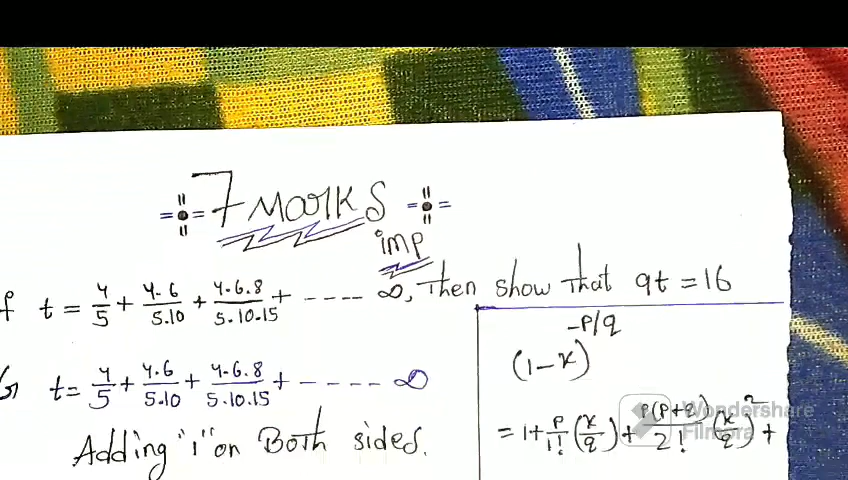 7 Marks
imp
If t = 4/5 + 4·6/5·10 + 4·6·8/5·10·15 + ---- ∞, Then show that 9t = 16
t = 4/5 + 4·6/5·10 + 4·6·8/5·10·15 + ----- ∞
Adding "1" on Both sides.
(1-x)^-P/q
= 1 + P/1! (x/q) + P(P+q)/2! (x/q)^2 +
Wondershare
Filmora